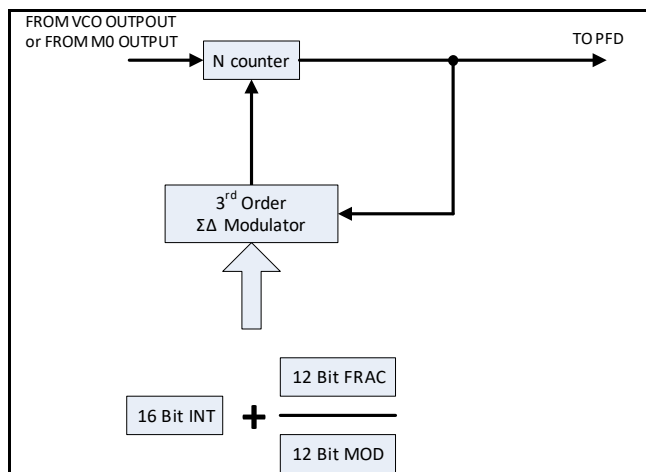 FROM VCO OUTPOUT
or FROM M0 OUTPUT
TO PFD
N counter
3rd Order
ΣΔ Modulator
12 Bit FRAC
16 Bit INT +
12 Bit MOD